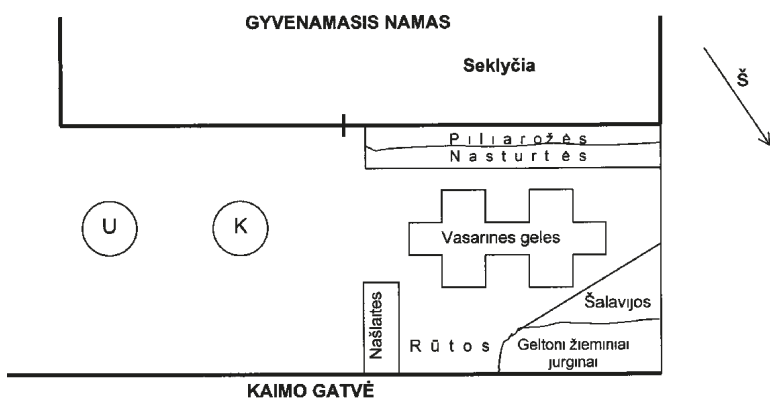 GYVENAMASIS NAMAS
Seklyčia
Š
Piliarožės
Nasturtės
U
K
Vasarinės gėlės
Našlaitės
Šalavijos
Rūtos
Geltoni žieminiai
jurginai
KAIMO GATVĖ